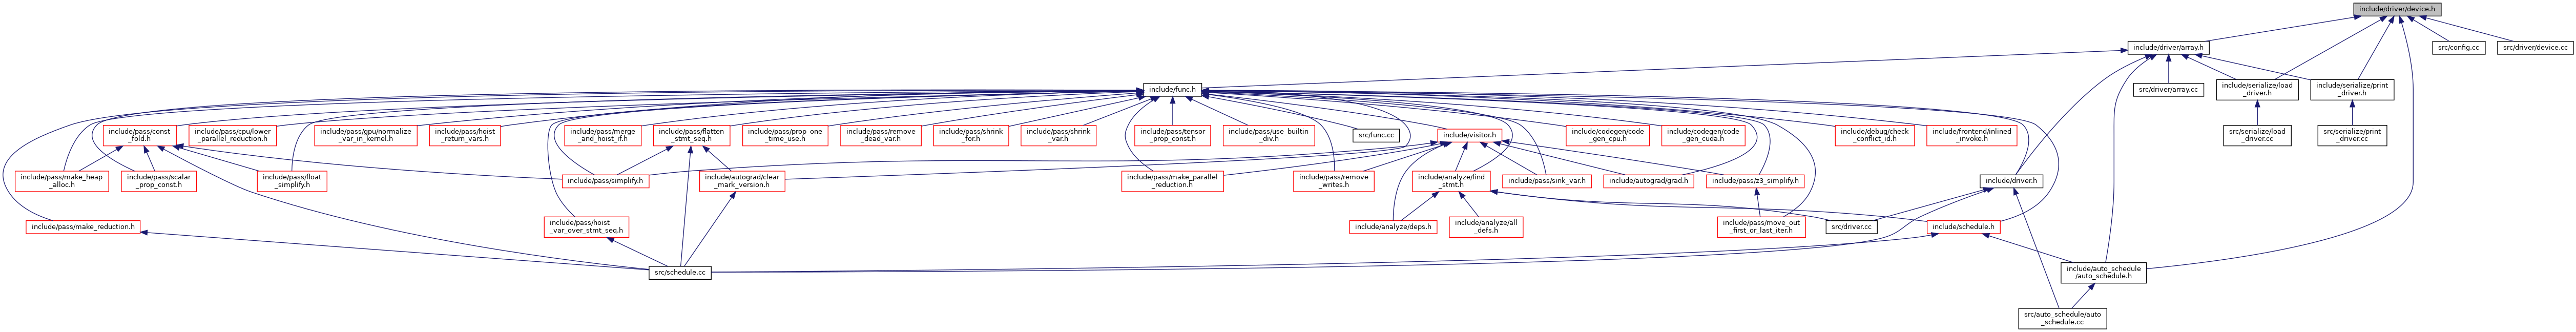 include/driver/device.h
include/driver/array.h
src/config.cc
src/driver/device.cc
include/func.h
src/driver/array.cc
include/serialize/load
_driver.h
include/serialize/print
_driver.h
include/pass/const
_fold.h
include/pass/cpu/lower
_parallel_reduction.h
include/pass/gpu/normalize
_var_in_kernel.h
include/pass/hoist
_return_vars.h
include/pass/merge
_and_hoist_if.h
include/pass/flatten
_stmt_seq.h
include/pass/prop_one
_time_use.h
include/pass/remove
_dead_var.h
include/pass/shrink
_for.h
include/pass/shrink
_var.h
include/pass/tensor
_prop_const.h
include/pass/use_builtin
_div.h
src/func.cc
include/visitor.h
include/codegen/code
_gen_cpu.h
include/codegen/code
_gen_cuda.h
include/debug/check
_conflict_id.h
include/frontend/inlined
_invoke.h
src/serialize/load
_driver.cc
src/serialize/print
_driver.cc
include/pass/make_heap
_alloc.h
include/pass/scalar
_prop_const.h
include/pass/float
_simplify.h
include/pass/simplify.h
include/autograd/clear
_mark_version.h
include/pass/make_parallel
_reduction.h
include/pass/remove
_writes.h
include/analyze/find
_stmt.h
include/pass/sink_var.h
include/autograd/grad.h
include/pass/z3_simplify.h
include/driver.h
include/pass/make_reduction.h
include/pass/hoist
_var_over_stmt_seq.h
include/analyze/deps.h
include/analyze/all
_defs.h
include/pass/move_out
_first_or_last_iter.h
src/driver.cc
include/schedule.h
src/schedule.cc
include/auto_schedule
/auto_schedule.h
src/auto_schedule/auto
_schedule.cc